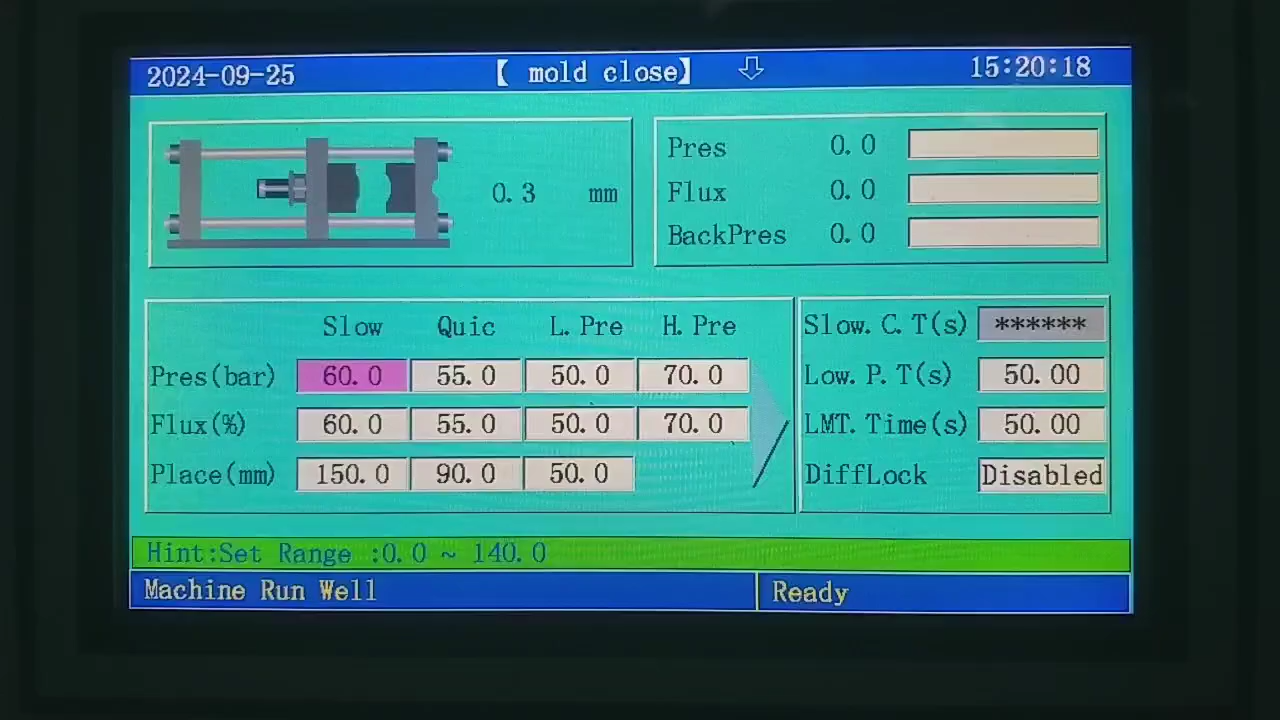 2024-09-25 【 mold close】 15:20:18
0.3 mm
Pres 0.0
Flux 0.0
BackPres 0.0
Slow Quic L.Pre H.Pre
Pres(bar) 60.0 55.0 50.0 70.0
Flux(%) 60.0 55.0 50.0 70.0
Place(mm) 150.0 90.0 50.0
Slow.C.T(s) ******
Low.P.T(s) 50.00
LMT.Time(s) 50.00
DiffLock Disabled
Hint:Set Range :0.0 ~ 140.0
Machine Run Well Ready